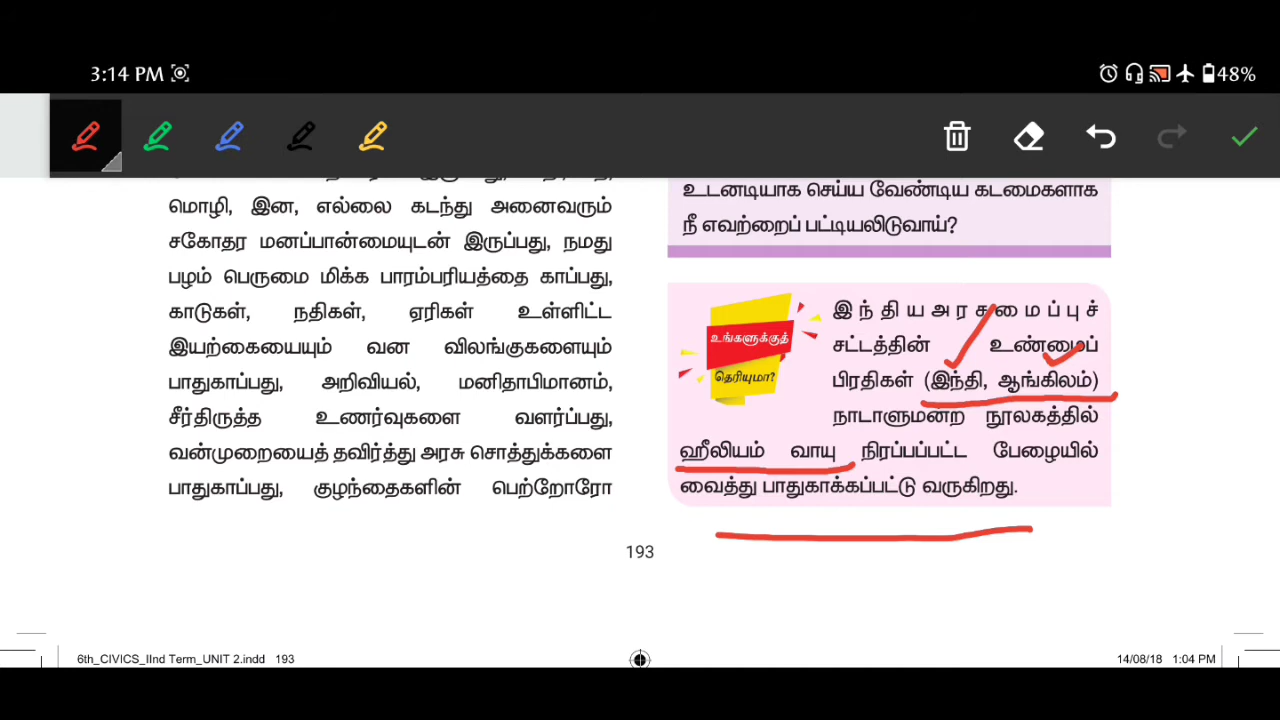 3:14 PM
48%
மொழி, இன, எல்லை கடந்து அனைவரும்
சகோதர மனப்பான்மையுடன் இருப்பது, நமது
பழம் பெருமை மிக்க பாரம்பரியத்தை காப்பது,
காடுகள், நதிகள், ஏரிகள் உள்ளிட்ட
இயற்கையையும் வன விலங்குகளையும்
பாதுகாப்பது, அறிவியல், மனிதாபிமானம்,
சீர்திருத்த உணர்வுகளை வளர்ப்பது,
வன்முறையைத் தவிர்த்து அரசு சொத்துக்களை
பாதுகாப்பது, குழந்தைகளின் பெற்றோரோ
உடனடியாக செய்ய வேண்டிய கடமைகளாக
நீ எவற்றைப் பட்டியலிடுவாய்?
உங்களுக்குத்
தெரியுமா?
இந்தியஅரசமைப்புச்
சட்டத்தின் உண்மைப்
பிரதிகள் (இந்தி, ஆங்கிலம்)
நாடாளுமன்ற நூலகத்தில்
ஹீலியம் வாயு நிரப்பப்பட்ட பேழையில்
வைத்து பாதுகாக்கப்பட்டு வருகிறது.
193
6th_CIVICS_IInd Term_UNIT 2.indd 193
14/08/18 1:04 PM